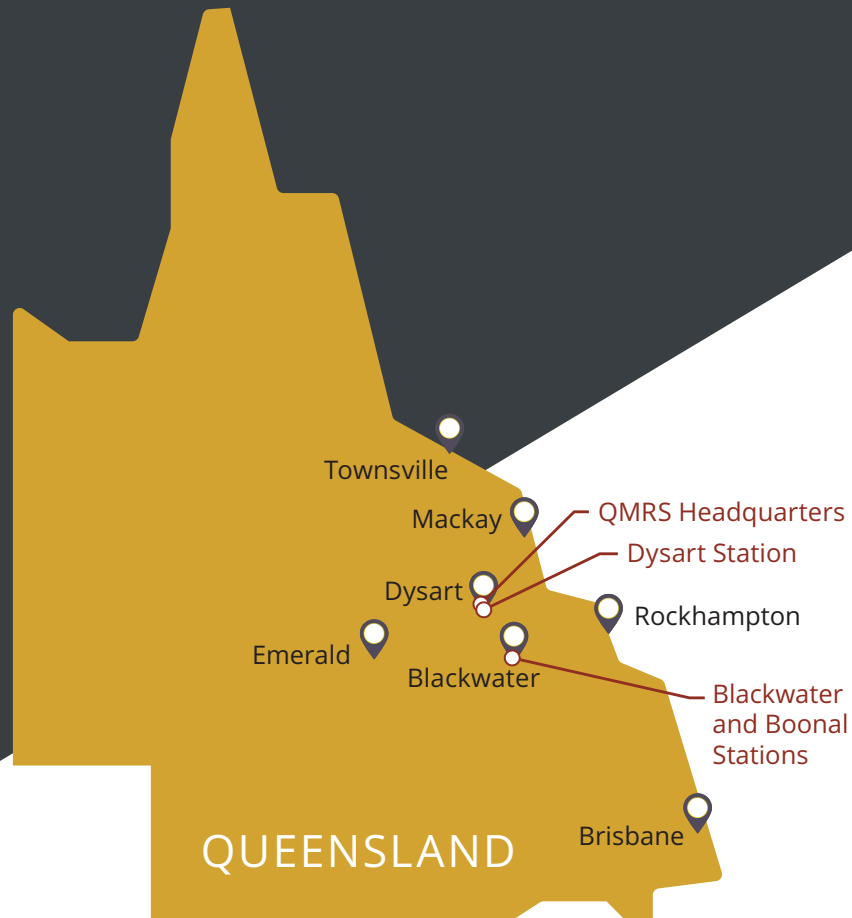 Townsville
Mackay
QMRS Headquarters
Dysart Station
Dysart
Rockhampton
Emerald
Blackwater
Blackwater
and Boonal
Stations
Brisbane
QUEENSLAND